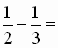 1/2 - 1/3 =